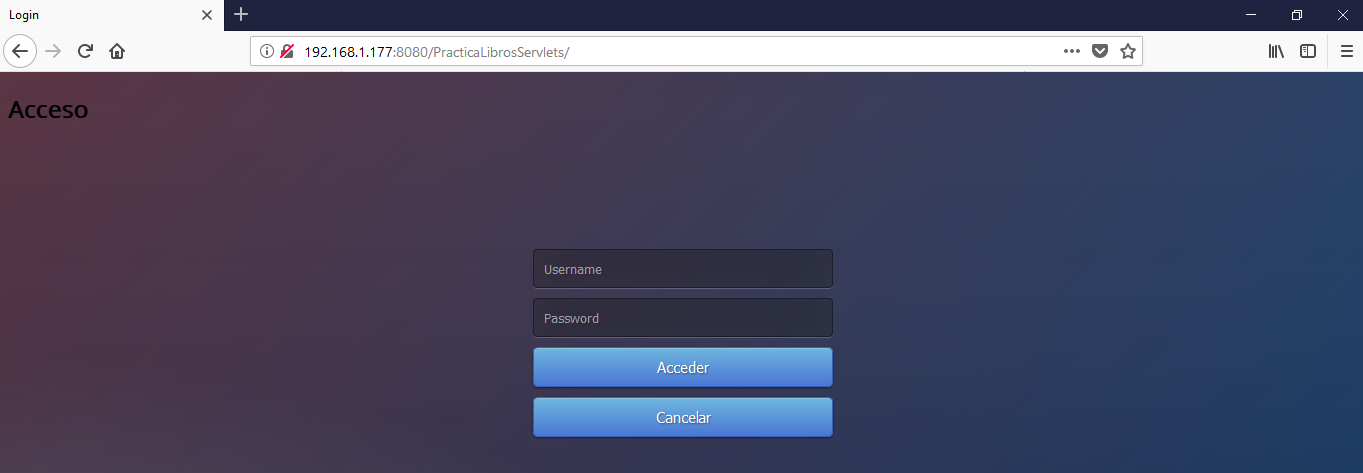 Login
192.168.1.177:8080/PracticaLibrosServlets/
Acceso
Username
Password
Acceder
Cancelar